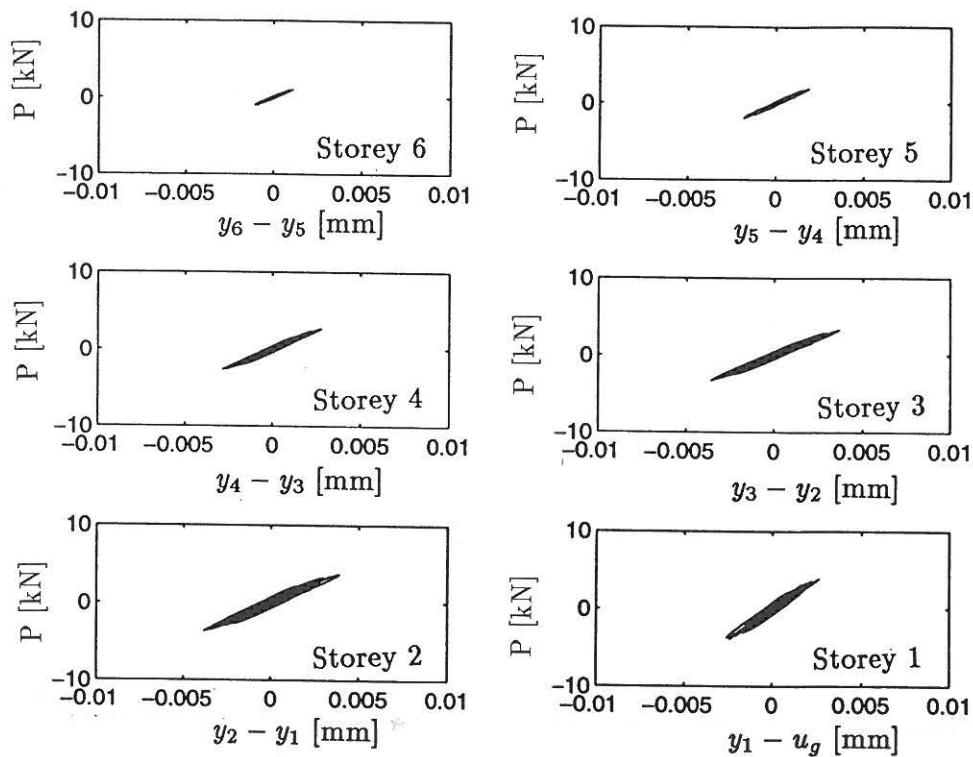 10
P [kN]
0
-10
Storey 6
−0.01 −0.005 0 0.005 0.01
y₆ − y₅ [mm]
10
P [kN]
0
-10
Storey 5
−0.01 −0.005 0 0.005 0.01
y₅ − y₄ [mm]
10
P [kN]
0
-10
Storey 4
−0.01 −0.005 0 0.005 0.01
y₄ − y₃ [mm]
10
P [kN]
0
-10
Storey 3
−0.01 −0.005 0 0.005 0.01
y₃ − y₂ [mm]
10
P [kN]
0
-10
Storey 2
−0.01 −0.005 0 0.005 0.01
y₂ − y₁ [mm]
10
P [kN]
0
-10
Storey 1
−0.01 −0.005 0 0.005 0.01
y₁ − u_g [mm]